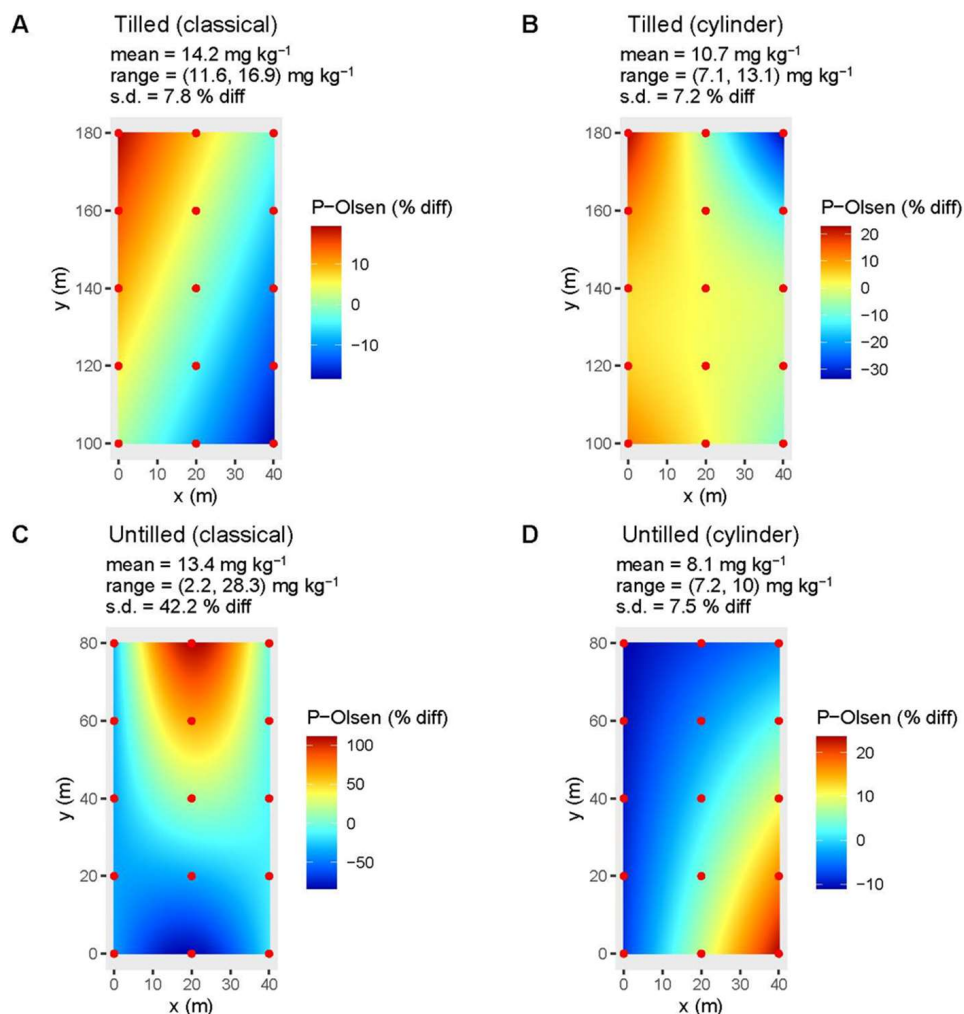 A Tilled (classical)
mean = 14.2 mg kg⁻¹
range = (11.6, 16.9) mg kg⁻¹
s.d. = 7.8 % diff
180
160
140
120
100
y (m)
0 10 20 30 40
x (m)
P−Olsen (% diff)
10
0
−10
B Tilled (cylinder)
mean = 10.7 mg kg⁻¹
range = (7.1, 13.1) mg kg⁻¹
s.d. = 7.2 % diff
180
160
140
120
100
y (m)
0 10 20 30 40
x (m)
P−Olsen (% diff)
20
10
0
−10
−20
−30
C Untilled (classical)
mean = 13.4 mg kg⁻¹
range = (2.2, 28.3) mg kg⁻¹
s.d. = 42.2 % diff
80
60
40
20
0
y (m)
0 10 20 30 40
x (m)
P−Olsen (% diff)
100
50
0
−50
D Untilled (cylinder)
mean = 8.1 mg kg⁻¹
range = (7.2, 10) mg kg⁻¹
s.d. = 7.5 % diff
80
60
40
20
0
y (m)
0 10 20 30 40
x (m)
P−Olsen (% diff)
20
10
0
−10